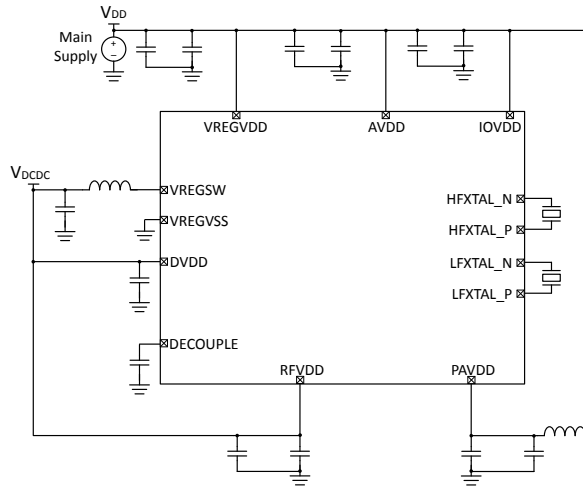 VDD
Main
Supply
+
–
VREGVDD
AVDD
IOVDD
VDCDC
VREGSW
HFXTAL_N
VREGVSS
HFXTAL_P
DVDD
LFXTAL_N
LFXTAL_P
DECOUPLE
RFVDD
PAVDD